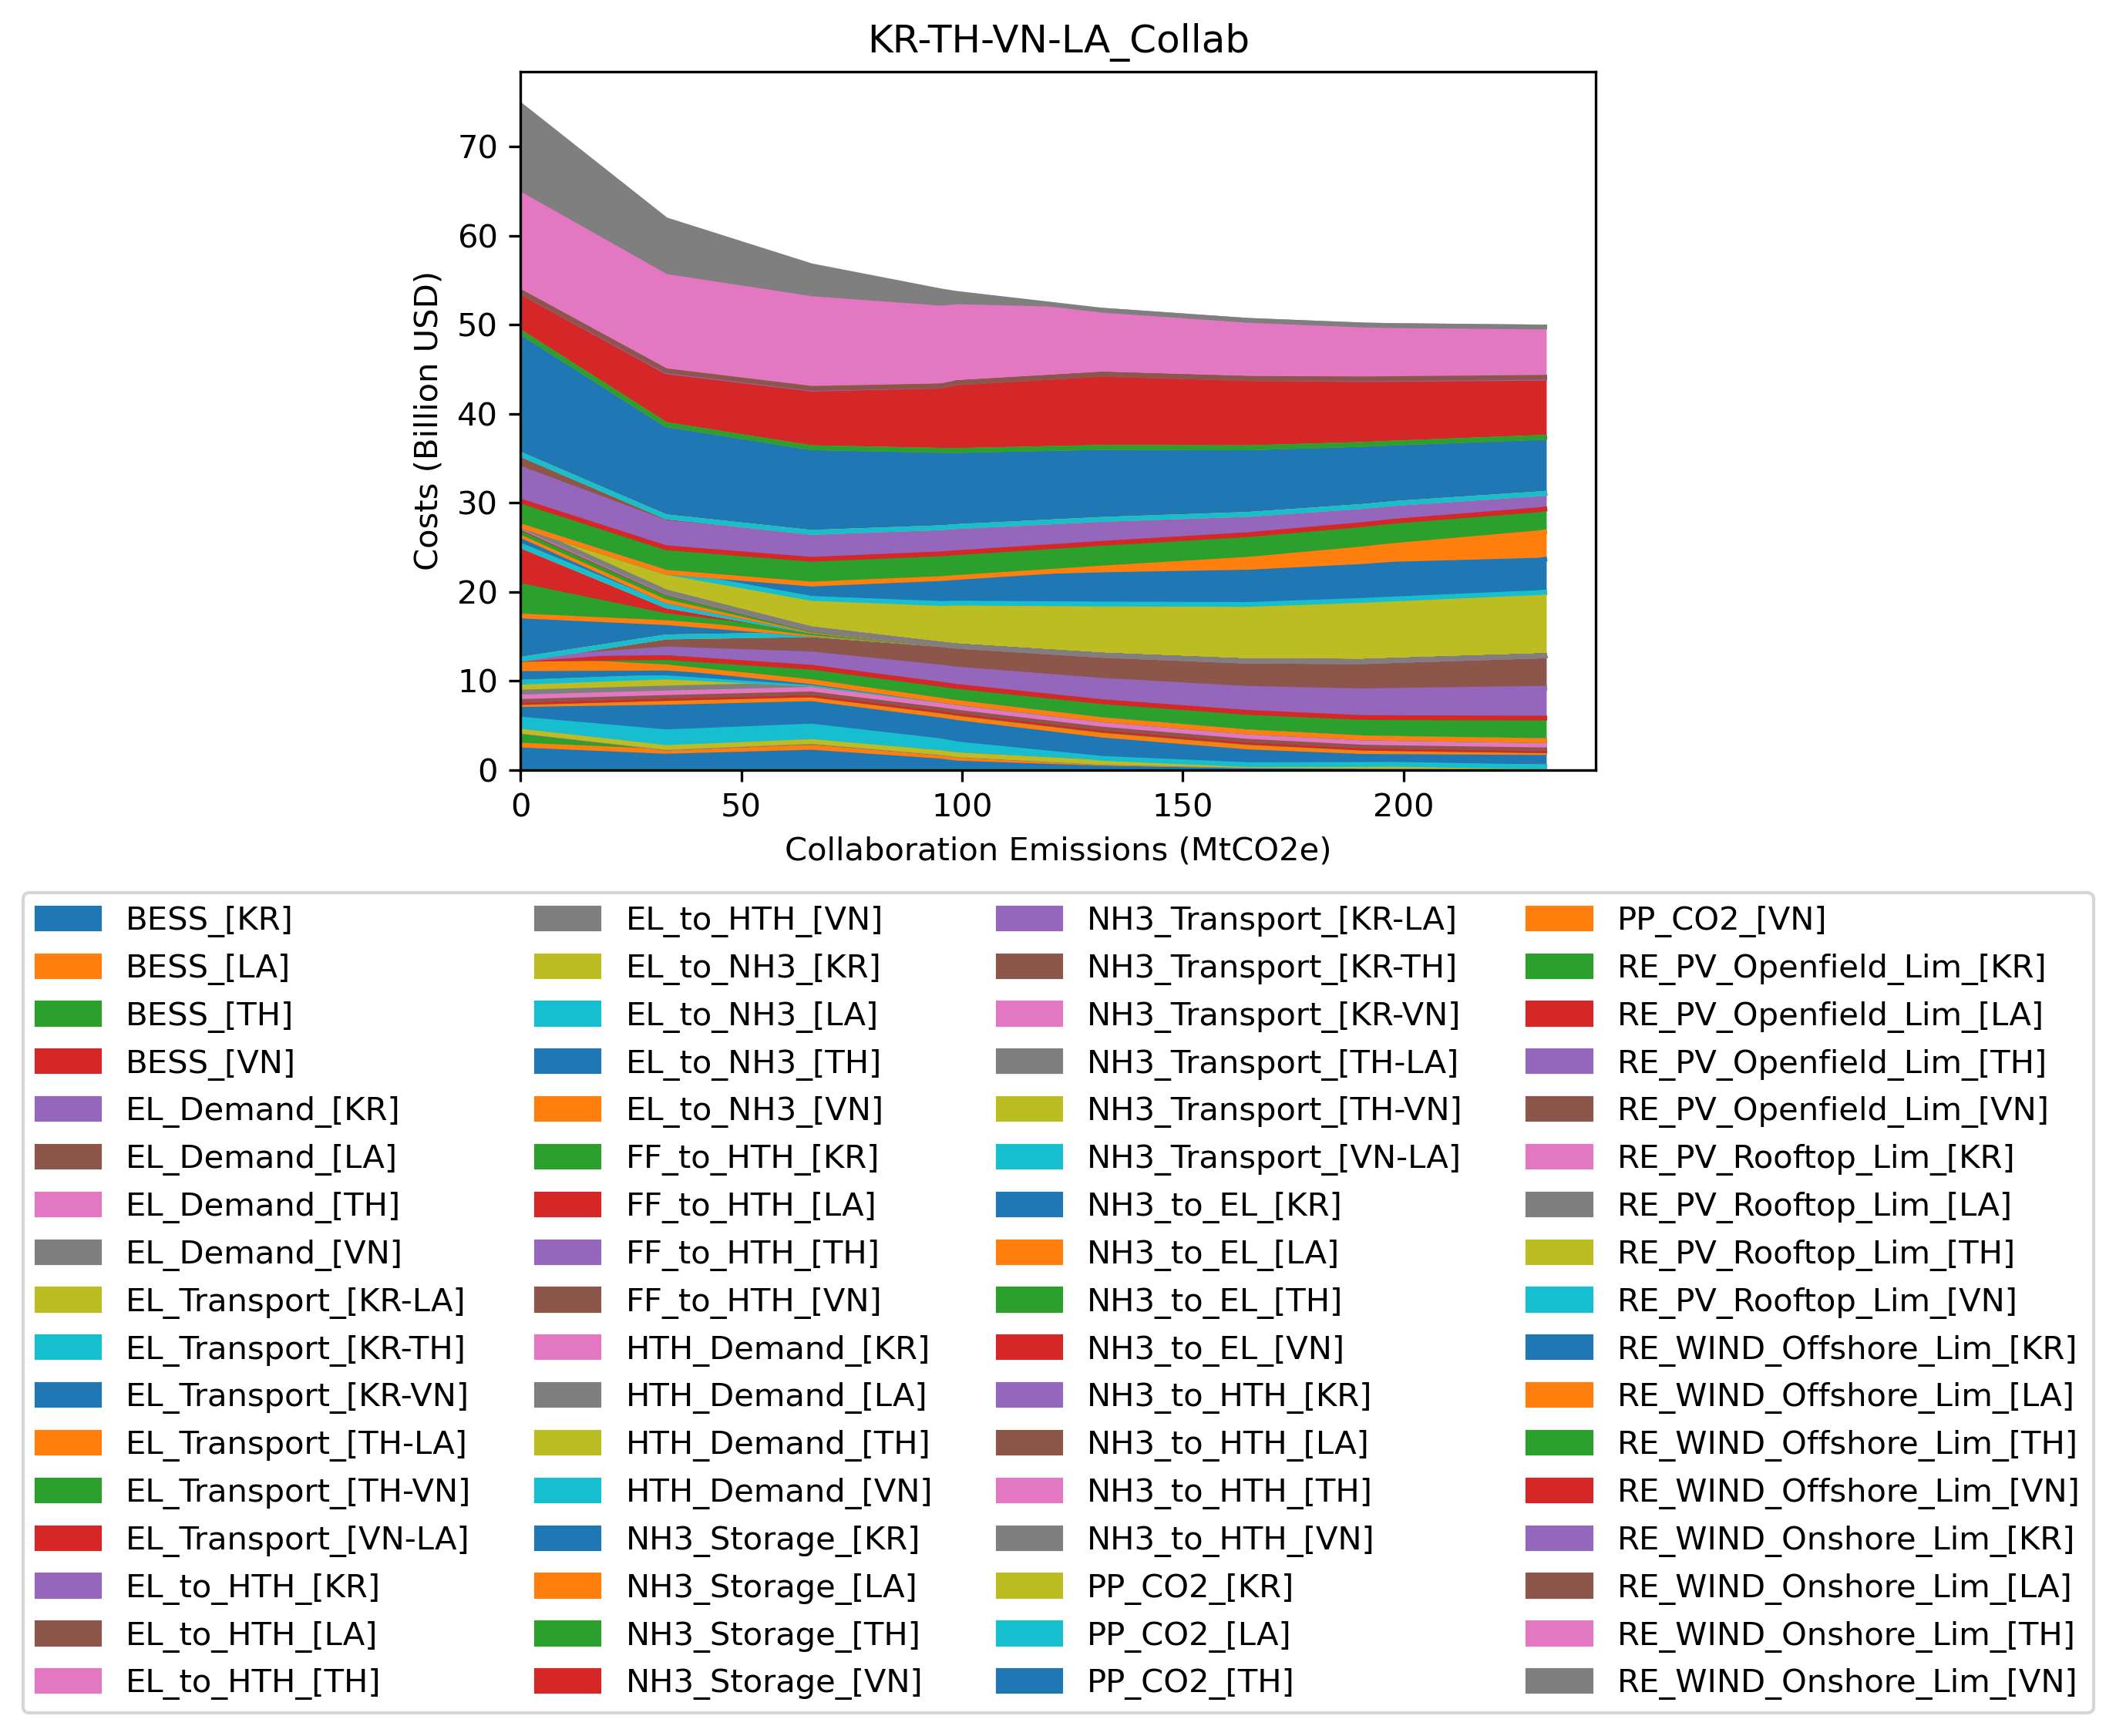 KR-TH-VN-LA_Collab
Costs (Billion USD)
70
60
50
40
30
20
10
0
0 50 100 150 200
Collaboration Emissions (MtCO2e)
BESS_[KR]
BESS_[LA]
BESS_[TH]
BESS_[VN]
EL_Demand_[KR]
EL_Demand_[LA]
EL_Demand_[TH]
EL_Demand_[VN]
EL_Transport_[KR-LA]
EL_Transport_[KR-TH]
EL_Transport_[KR-VN]
EL_Transport_[TH-LA]
EL_Transport_[TH-VN]
EL_Transport_[VN-LA]
EL_to_HTH_[KR]
EL_to_HTH_[LA]
EL_to_HTH_[TH]
EL_to_HTH_[VN]
EL_to_NH3_[KR]
EL_to_NH3_[LA]
EL_to_NH3_[TH]
EL_to_NH3_[VN]
FF_to_HTH_[KR]
FF_to_HTH_[LA]
FF_to_HTH_[TH]
FF_to_HTH_[VN]
HTH_Demand_[KR]
HTH_Demand_[LA]
HTH_Demand_[TH]
HTH_Demand_[VN]
NH3_Storage_[KR]
NH3_Storage_[LA]
NH3_Storage_[TH]
NH3_Storage_[VN]
NH3_Transport_[KR-LA]
NH3_Transport_[KR-TH]
NH3_Transport_[KR-VN]
NH3_Transport_[TH-LA]
NH3_Transport_[TH-VN]
NH3_Transport_[VN-LA]
NH3_to_EL_[KR]
NH3_to_EL_[LA]
NH3_to_EL_[TH]
NH3_to_EL_[VN]
NH3_to_HTH_[KR]
NH3_to_HTH_[LA]
NH3_to_HTH_[TH]
NH3_to_HTH_[VN]
PP_CO2_[KR]
PP_CO2_[LA]
PP_CO2_[TH]
PP_CO2_[VN]
RE_PV_Openfield_Lim_[KR]
RE_PV_Openfield_Lim_[LA]
RE_PV_Openfield_Lim_[TH]
RE_PV_Openfield_Lim_[VN]
RE_PV_Rooftop_Lim_[KR]
RE_PV_Rooftop_Lim_[LA]
RE_PV_Rooftop_Lim_[TH]
RE_PV_Rooftop_Lim_[VN]
RE_WIND_Offshore_Lim_[KR]
RE_WIND_Offshore_Lim_[LA]
RE_WIND_Offshore_Lim_[TH]
RE_WIND_Offshore_Lim_[VN]
RE_WIND_Onshore_Lim_[KR]
RE_WIND_Onshore_Lim_[LA]
RE_WIND_Onshore_Lim_[TH]
RE_WIND_Onshore_Lim_[VN]